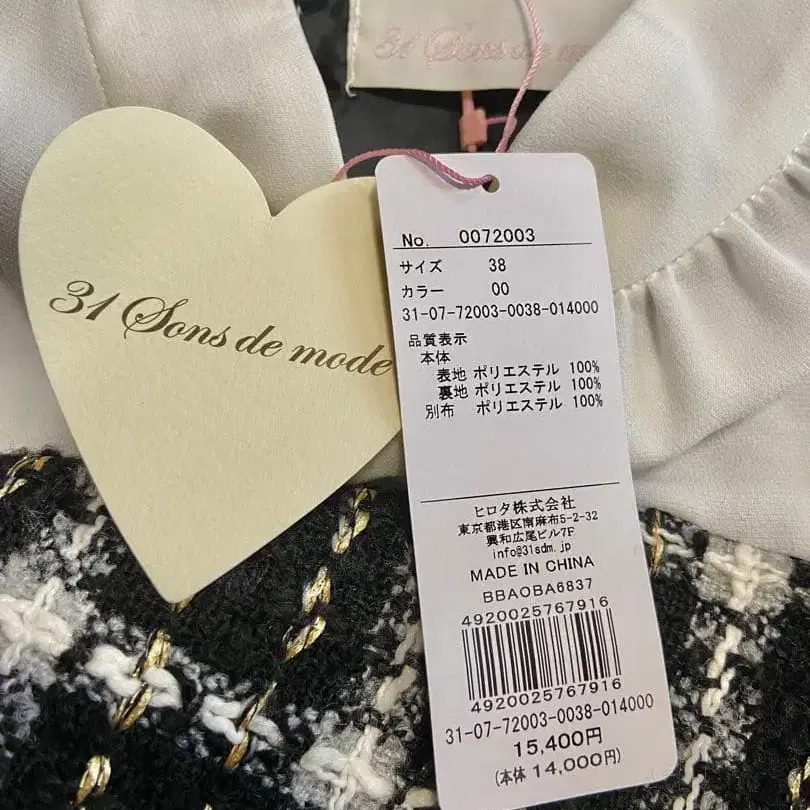 31 Sons de mo
31 Sons de mode
No. 0072003
サイズ 38
カラー 00
31-07-72003-0038-014000
品質表示
本体
表地 ポリエステル 100%
裏地 ポリエステル 100%
別布 ポリエステル 100%
ヒロタ株式会社
東京都港区南麻布5-2-32
興和広尾ビル7F
info@31sdm.jp
MADE IN CHINA
BBAOBA6837
4920025767916
4920025767916
31-07-72003-0038-014000
15,400円
(本体 14,000円)